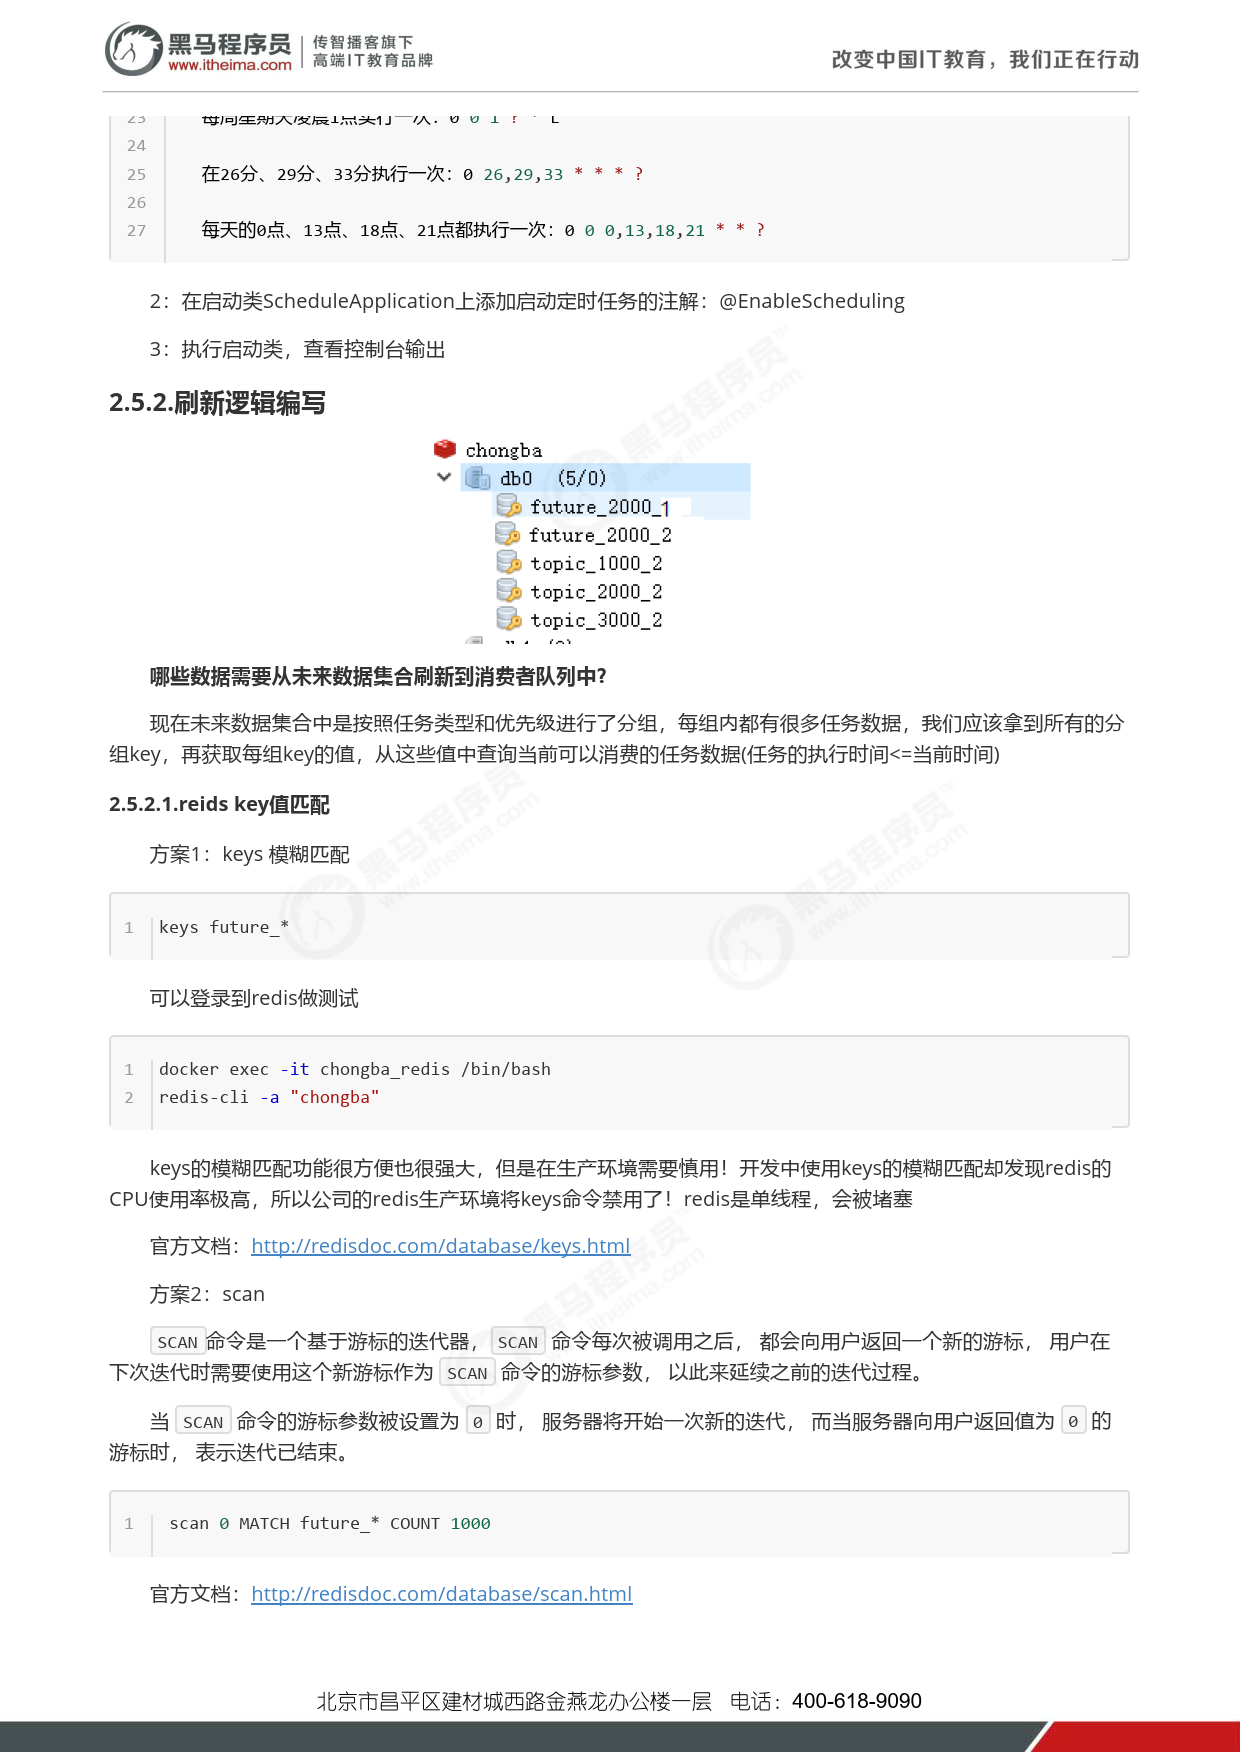 黑马程序员
www.itheima.com
传智播客旗下
高端IT教育品牌
改变中国IT教育，我们正在行动
23 每周星期天凌晨1点实行一次：0 0 1 ? * L
24
25 在26分、29分、33分执行一次：0 26,29,33 * * * ?
26
27 每天的0点、13点、18点、21点都执行一次：0 0 0,13,18,21 * * ?
2：在启动类ScheduleApplication上添加启动定时任务的注解：@EnableScheduling
3：执行启动类，查看控制台输出
2.5.2.刷新逻辑编写
chongba
db0 (5/0)
future_2000_1
future_2000_2
topic_1000_2
topic_2000_2
topic_3000_2
哪些数据需要从未来数据集合刷新到消费者队列中?
现在未来数据集合中是按照任务类型和优先级进行了分组，每组内都有很多任务数据，我们应该拿到所有的分
组key，再获取每组key的值，从这些值中查询当前可以消费的任务数据(任务的执行时间<=当前时间)
2.5.2.1.reids key值匹配
方案1：keys 模糊匹配
1 keys future_*
可以登录到redis做测试
1 docker exec -it chongba_redis /bin/bash
2 redis-cli -a "chongba"
keys的模糊匹配功能很方便也很强大，但是在生产环境需要慎用！开发中使用keys的模糊匹配却发现redis的
CPU使用率极高，所以公司的redis生产环境将keys命令禁用了！redis是单线程，会被堵塞
官方文档：http://redisdoc.com/database/keys.html
方案2：scan
SCAN 命令是一个基于游标的迭代器， SCAN 命令每次被调用之后， 都会向用户返回一个新的游标， 用户在
下次迭代时需要使用这个新游标作为 SCAN 命令的游标参数， 以此来延续之前的迭代过程。
当 SCAN 命令的游标参数被设置为 0 时， 服务器将开始一次新的迭代， 而当服务器向用户返回值为 0 的
游标时， 表示迭代已结束。
1 scan 0 MATCH future_* COUNT 1000
官方文档：http://redisdoc.com/database/scan.html
北京市昌平区建材城西路金燕龙办公楼一层 电话：400-618-9090